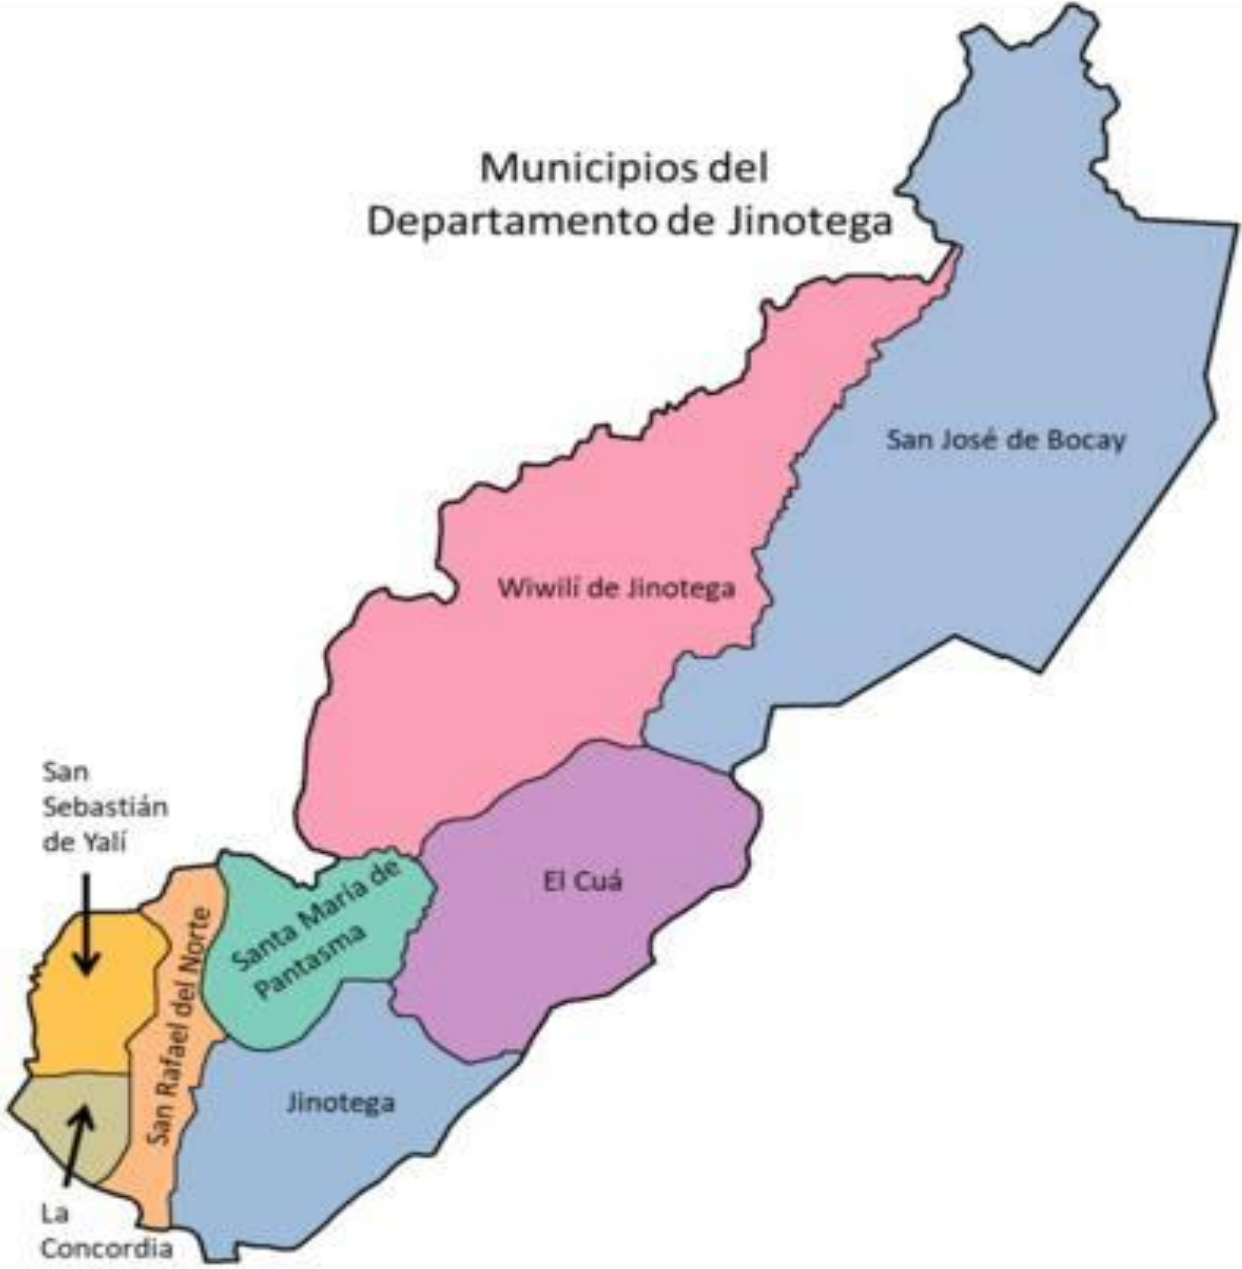 Municipios del
Departamento de Jinotega
San José de Bocay
Wiwilí de Jinotega
San
Sebastián
de Yalí
El Cuá
Santa María de
Pantasma
San Rafael del Norte
Jinotega
La
Concordia